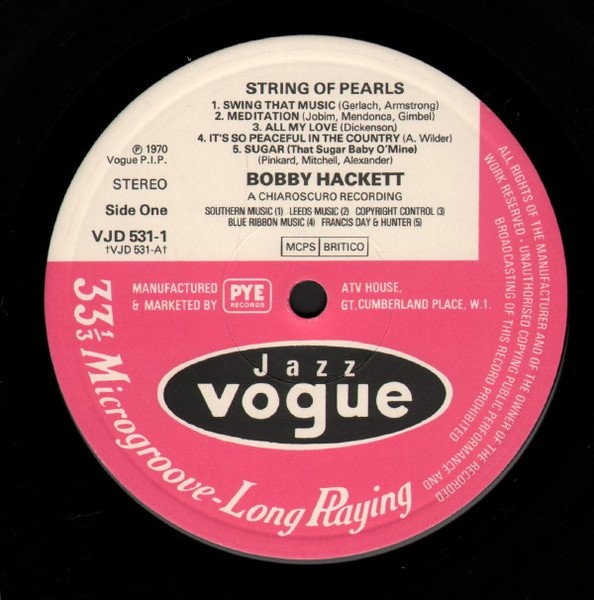 STRING OF PEARLS
1. SWING THAT MUSIC (Gerlach, Armstrong)
2. MEDITATION (Jobim, Mendonca, Gimbel)
3. ALL MY LOVE (Dickenson)
4. IT'S SO PEACEFUL IN THE COUNTRY (A. Wilder)
5. SUGAR (That Sugar Baby O'Mine)
(Pinkard, Mitchell, Alexander)
BOBBY HACKETT
A CHIAROSCURO RECORDING
SOUTHERN MUSIC (1) LEEDS MUSIC (2) COPYRIGHT CONTROL (3)
BLUE RIBBON MUSIC (4) FRANCIS DAY & HUNTER (5)
MCPS BRITICO
℗ 1970
Vogue P.I.P.
STEREO
Side One
VJD 531-1
†VJD 531-A†
MANUFACTURED
& MARKETED BY
PYE
RECORDS
ATV HOUSE,
GT. CUMBERLAND PLACE, W.1.
Jazz
vogue
33 1/3 Microgroove-Long Playing
ALL RIGHTS OF THE MANUFACTURER AND OF THE OWNER OF THE RECORDED
WORK RESERVED - UNAUTHORISED COPYING PUBLIC PERFORMANCE AND
BROADCASTING OF THIS RECORD PROHIBITED